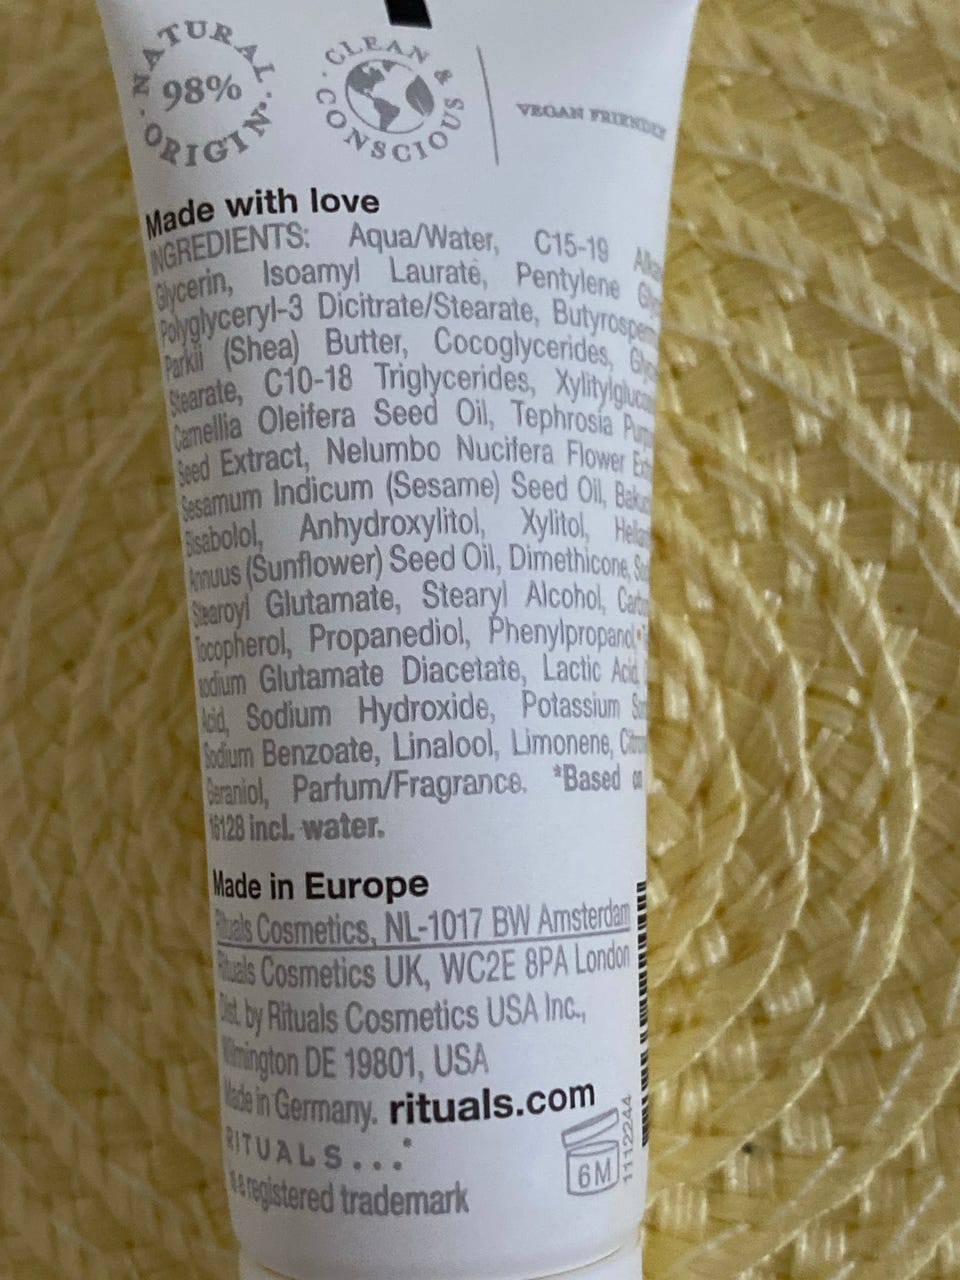 NATURAL ORIGIN
98%
CLEAN & CONSCIOUS
VEGAN FRIENDLY
Made with love
INGREDIENTS: Aqua/Water, C15-19
Glycerin, Isoamyl Laurate, Pentylene
Polyglyceryl-3 Dicitrate/Stearate,
Parkii (Shea) Butter, Cocoglycerides,
Stearate, C10-18 Triglycerides,
Camellia Oleifera Seed Oil, Tephrosia
Seed Extract, Nelumbo Nucifera Flower
Sesamum Indicum (Sesame) Seed Oil,
Bisabolol, Anhydroxylitol, Xylitol,
Annuus (Sunflower) Seed Oil, Dimethicone,
Stearoyl Glutamate, Stearyl Alcohol,
Tocopherol, Propanediol, Phenylpropanol,
sodium Glutamate Diacetate, Lactic Acid,
Acid, Sodium Hydroxide, Potassium
Sodium Benzoate, Linalool, Limonene,
Geraniol, Parfum/Fragrance. *Based on
16128 incl. water.
Made in Europe
Rituals Cosmetics, NL-1017 BW Amsterdam
Rituals Cosmetics UK, WC2E 8PA London
Dist. by Rituals Cosmetics USA Inc.,
Wilmington DE 19801, USA
Made in Germany. rituals.com
RITUALS...*
*is a registered trademark
6M
1112244